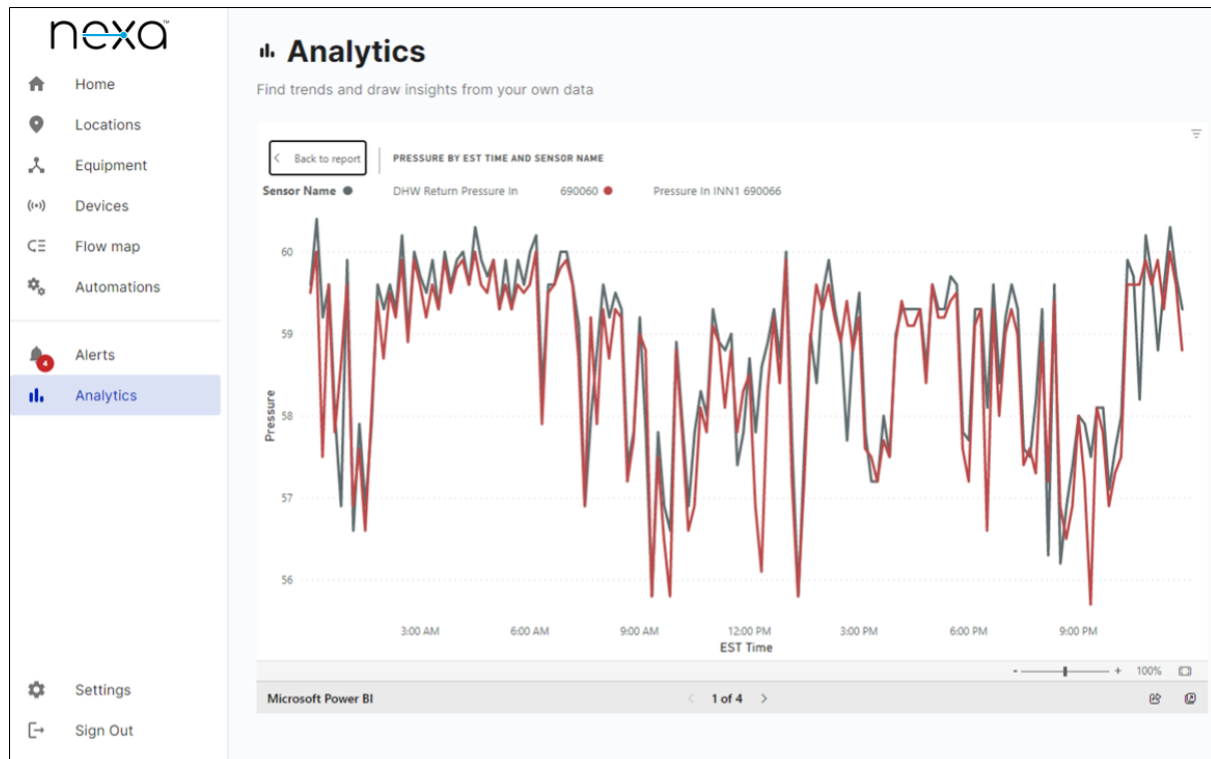 nexa™
Home
Locations
Equipment
Devices
Flow map
Automations
4
Alerts
Analytics
Settings
Sign Out
Analytics
Find trends and draw insights from your own data
Back to report
PRESSURE BY EST TIME AND SENSOR NAME
Sensor Name DHW Return Pressure In 690060 Pressure In INN1 690066
60
59
58
57
56
Pressure
3:00 AM 6:00 AM 9:00 AM 12:00 PM 3:00 PM 6:00 PM 9:00 PM
EST Time
- + 100%
Microsoft Power BI 1 of 4